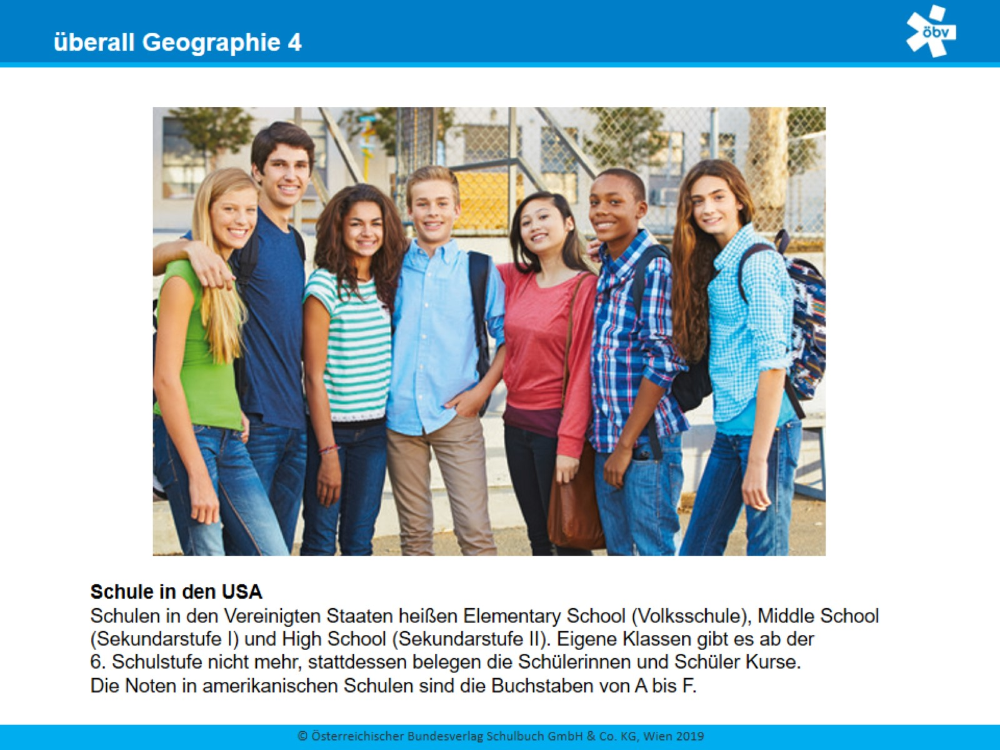 überall Geographie 4
öbv
Schule in den USA
Schulen in den Vereinigten Staaten heißen Elementary School (Volksschule), Middle School
(Sekundarstufe I) und High School (Sekundarstufe II). Eigene Klassen gibt es ab der
6. Schulstufe nicht mehr, stattdessen belegen die Schülerinnen und Schüler Kurse.
Die Noten in amerikanischen Schulen sind die Buchstaben von A bis F.
© Österreichischer Bundesverlag Schulbuch GmbH & Co. KG, Wien 2019